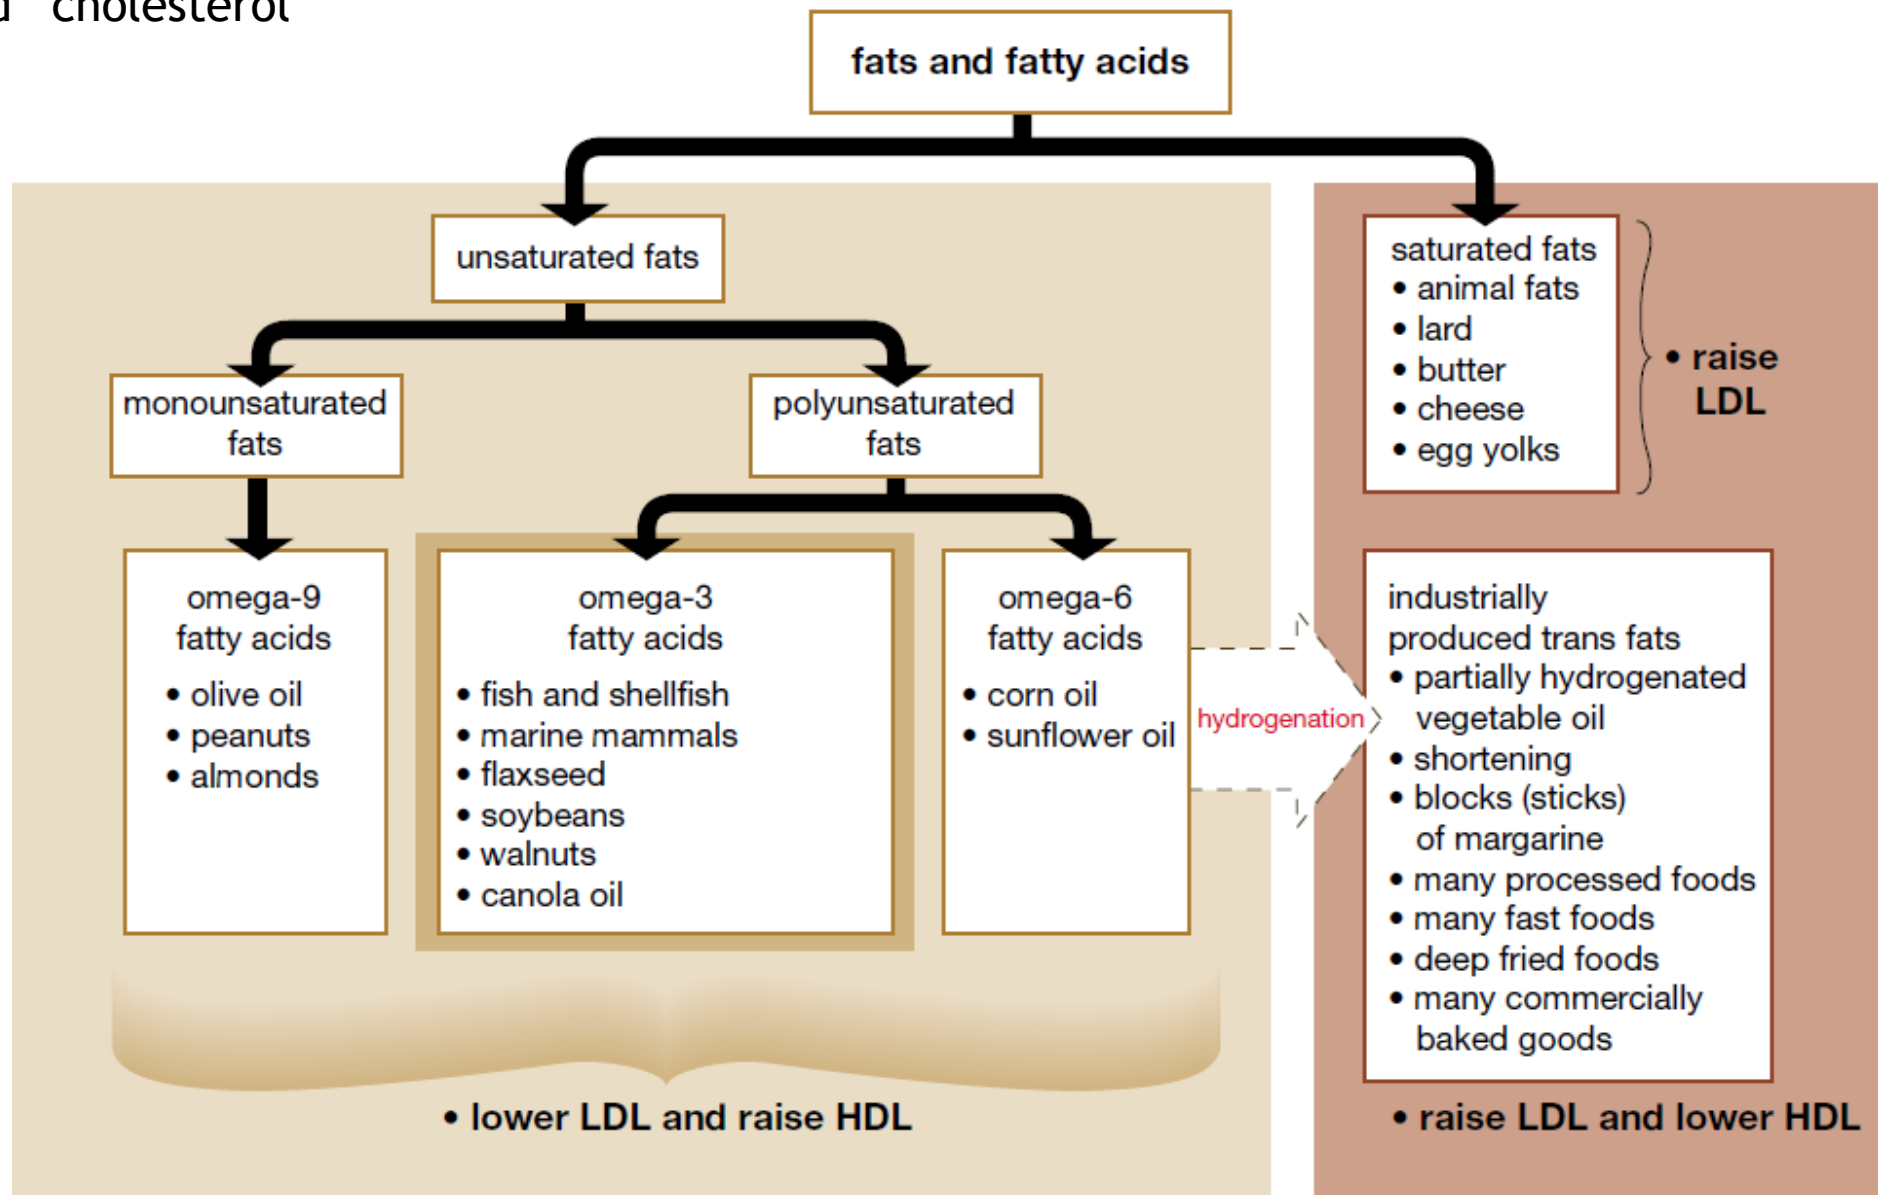 cholesterol
fats and fatty acids
unsaturated fats
monounsaturated
fats
polyunsaturated
fats
omega-9
fatty acids
• olive oil
• peanuts
• almonds
omega-3
fatty acids
• fish and shellfish
• marine mammals
• flaxseed
• soybeans
• walnuts
• canola oil
omega-6
fatty acids
• corn oil
• sunflower oil
hydrogenation
• lower LDL and raise HDL
saturated fats
• animal fats
• lard
• butter
• cheese
• egg yolks
• raise
LDL
industrially
produced trans fats
• partially hydrogenated
vegetable oil
• shortening
• blocks (sticks)
of margarine
• many processed foods
• many fast foods
• deep fried foods
• many commercially
baked goods
• raise LDL and lower HDL